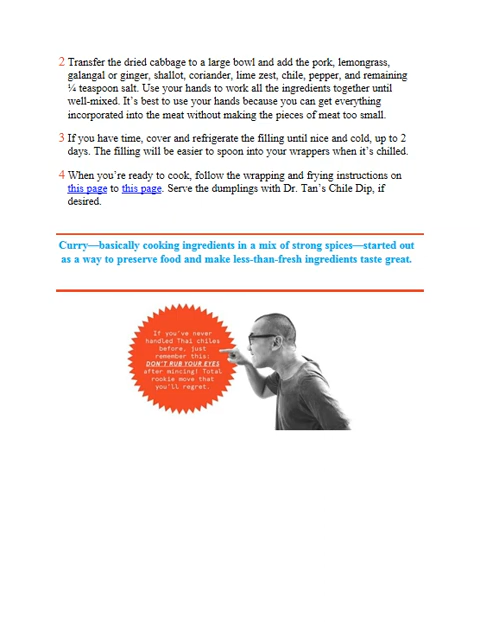 2 Transfer the dried cabbage to a large bowl and add the pork, lemongrass,
galangal or ginger, shallot, coriander, lime zest, chile, pepper, and remaining
¼ teaspoon salt. Use your hands to work all the ingredients together until
well-mixed. It’s best to use your hands because you can get everything
incorporated into the meat without making the pieces of meat too small.
3 If you have time, cover and refrigerate the filling until nice and cold, up to 2
days. The filling will be easier to spoon into your wrappers when it’s chilled.
4 When you’re ready to cook, follow the wrapping and frying instructions on
this page to this page. Serve the dumplings with Dr. Tan’s Chile Dip, if
desired.
Curry—basically cooking ingredients in a mix of strong spices—started out
as a way to preserve food and make less-than-fresh ingredients taste great.
If you’ve never
handled Thai chiles
before, just
remember this:
DON’T RUB YOUR EYES
after mincing! Total
rookie move that
you’ll regret.